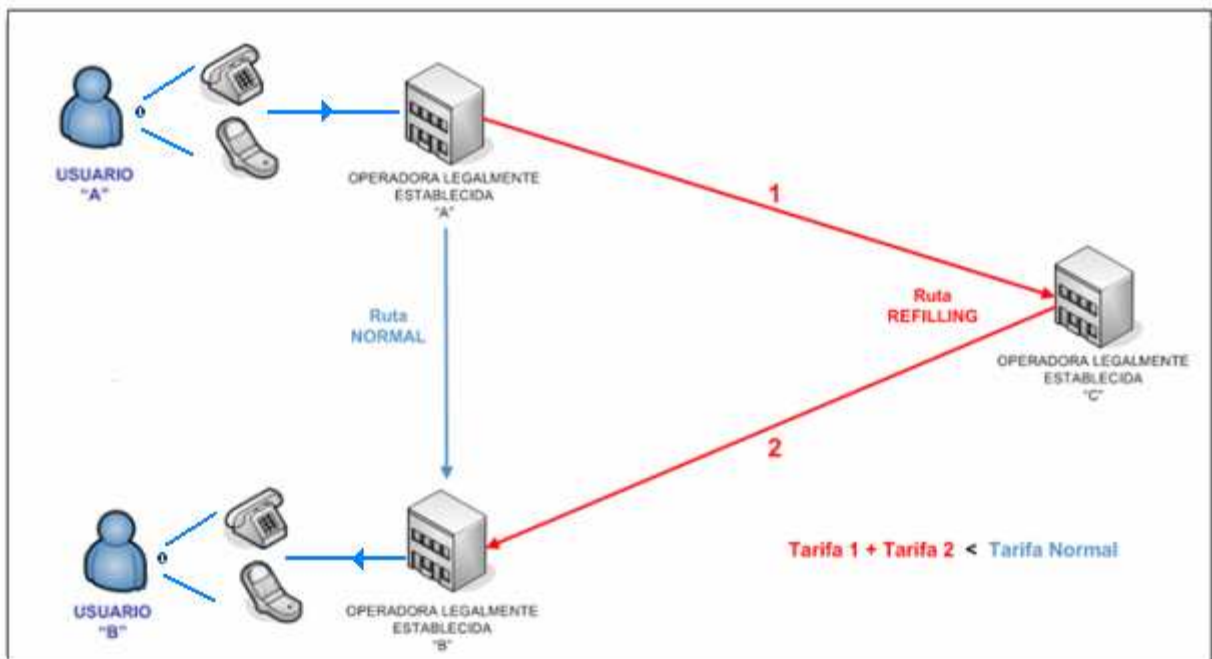 USUARIO
"A"
OPERADORA LEGALMENTE
ESTABLECIDA
"A"
1
Ruta
NORMAL
Ruta
REFILLING
OPERADORA LEGALMENTE
ESTABLECIDA
"C"
2
USUARIO
"B"
OPERADORA LEGALMENTE
ESTABLECIDA
"B"
Tarifa 1 + Tarifa 2 < Tarifa Normal